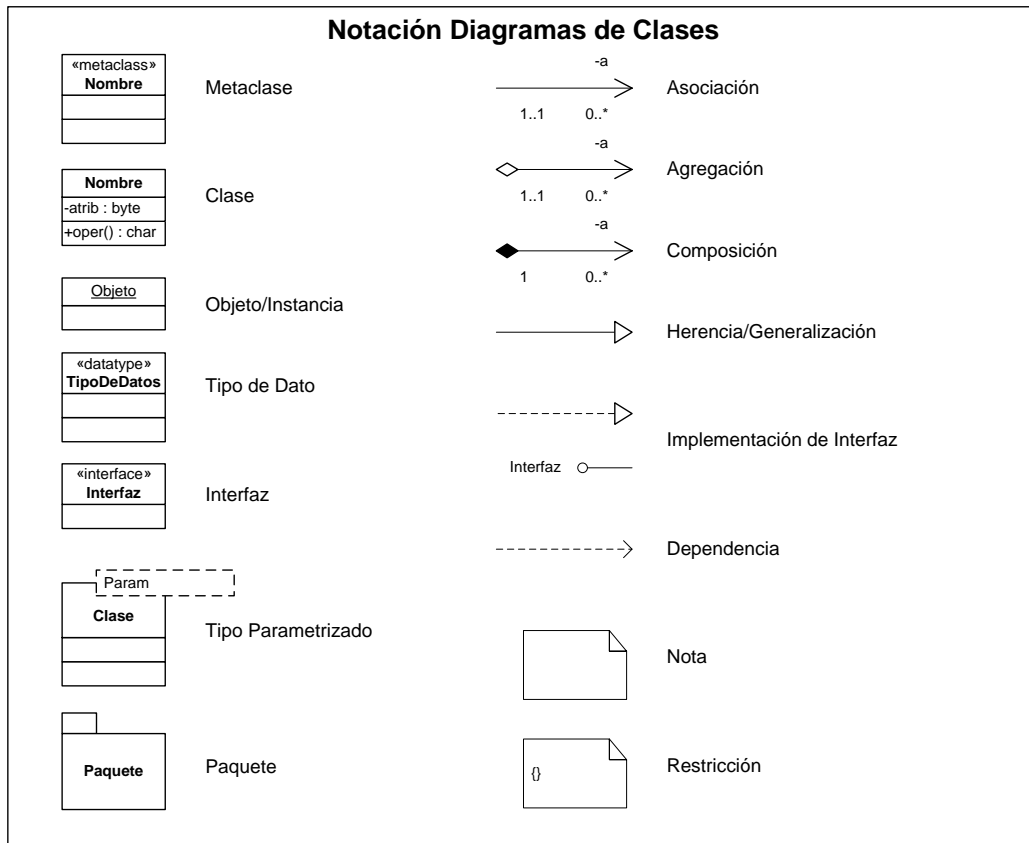 Notación Diagramas de Clases
«metaclass»
Nombre
Metaclase
Nombre
-atrib : byte
+oper() : char
Clase
Objeto
Objeto/Instancia
«datatype»
TipoDeDatos
Tipo de Dato
«interface»
Interfaz
Interfaz
Param
Clase
Tipo Parametrizado
Paquete
Paquete
-a
1..1 0..*
Asociación
-a
1..1 0..*
Agregación
-a
1 0..*
Composición
Herencia/Generalización
Implementación de Interfaz
Interfaz
Dependencia
Nota
{}
Restricción